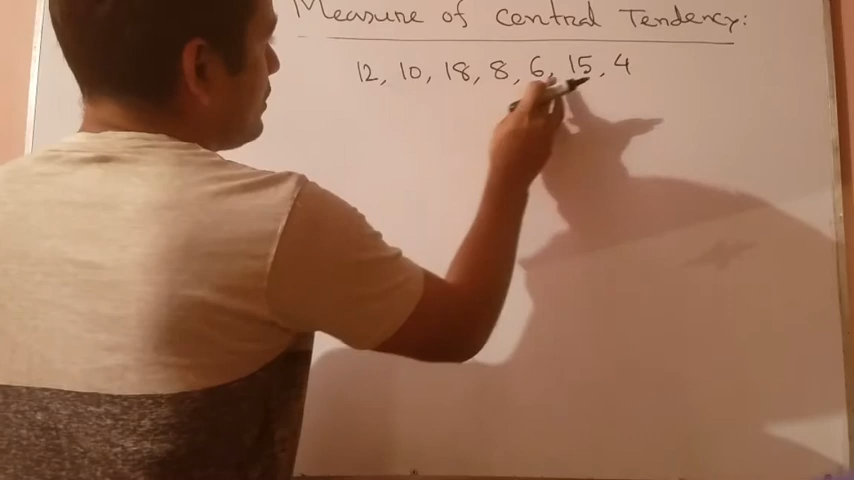 Measure of central Tendency:
12, 10, 18, 8, 6, 15, 4